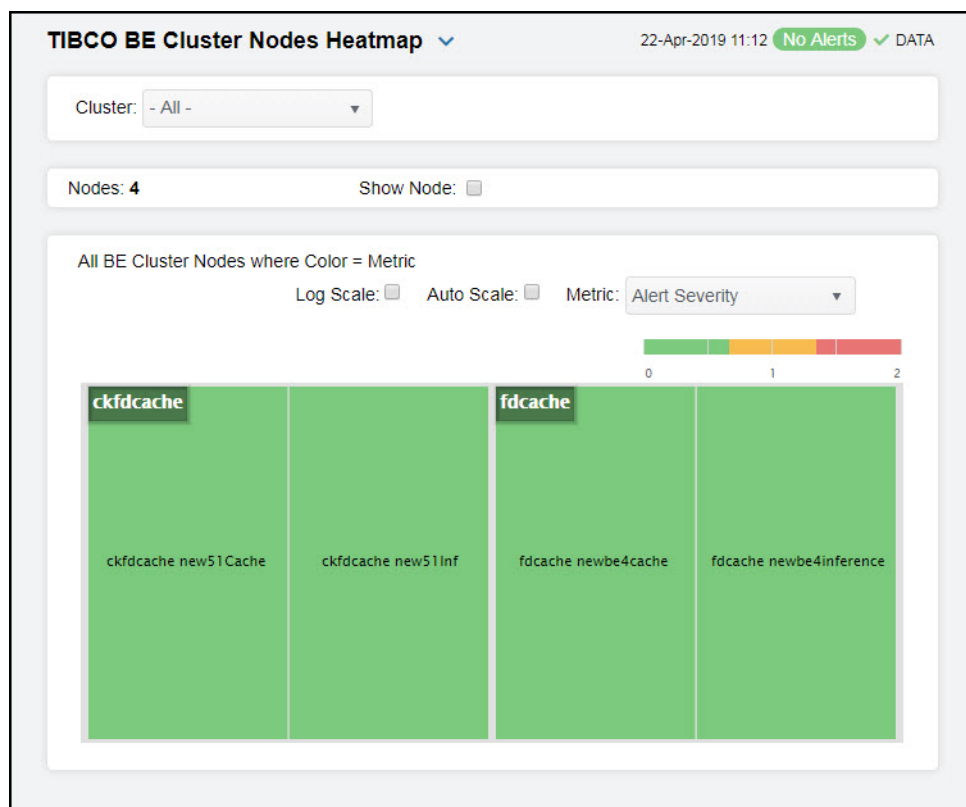 TIBCO BE Cluster Nodes Heatmap 22-Apr-2019 11:12 No Alerts DATA
Cluster: - All -
Nodes: 4 Show Node:
All BE Cluster Nodes where Color = Metric
Log Scale: Auto Scale: Metric: Alert Severity
0 1 2
ckfdcache fdcache
ckfdcache new51Cache ckfdcache new51Inf fdcache newbe4cache fdcache newbe4inference